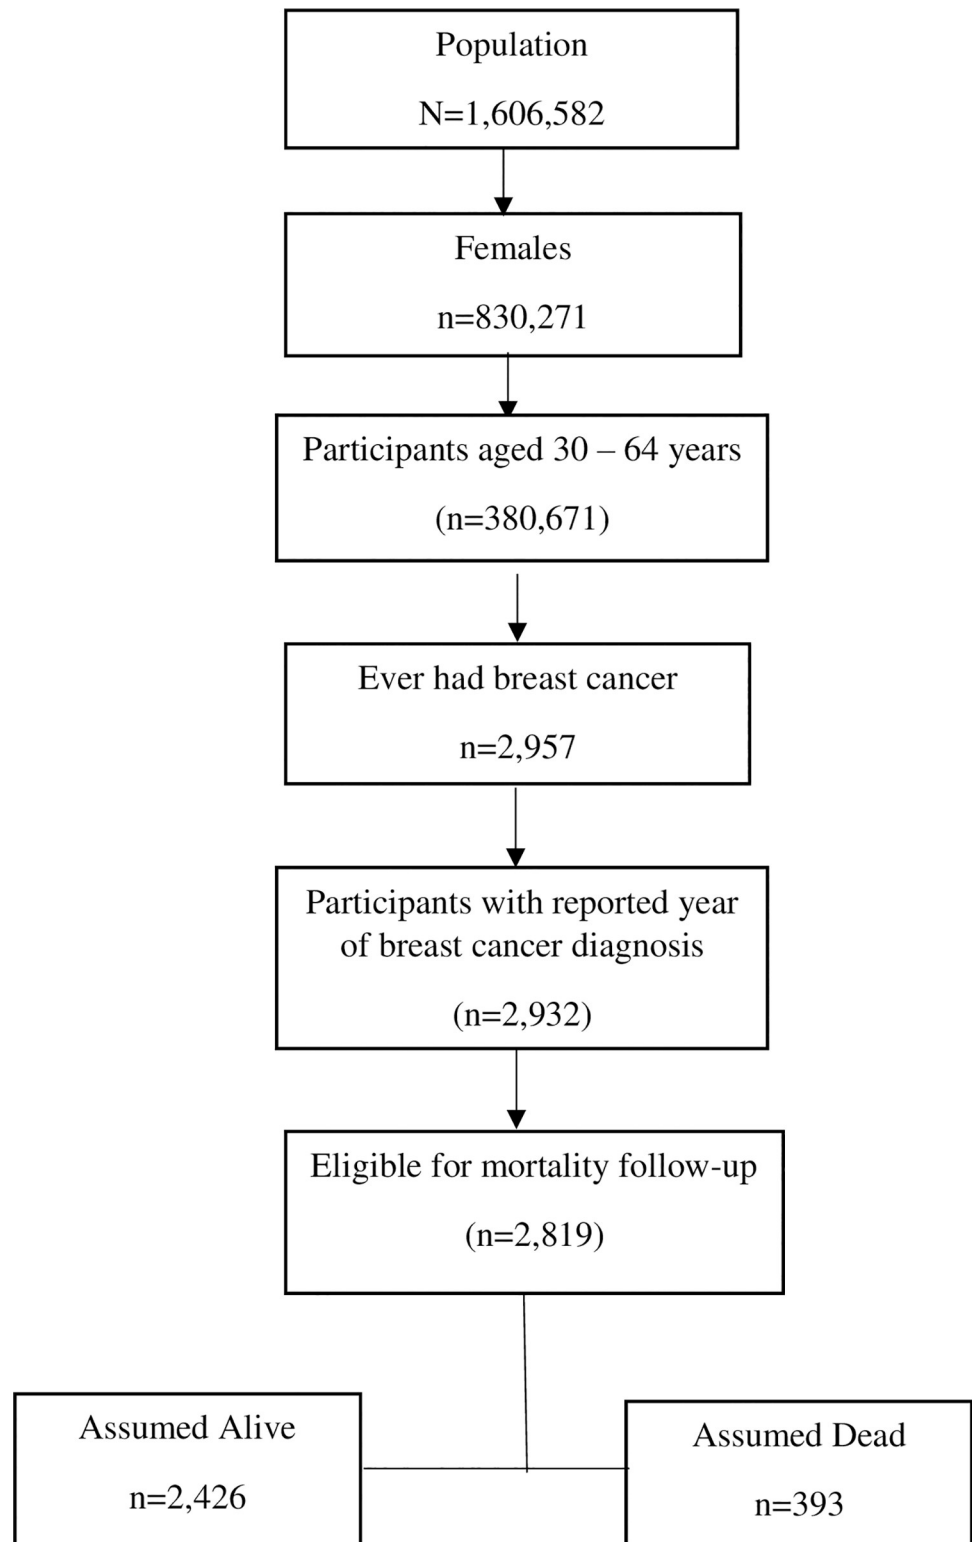 Population
N=1,606,582
Females
n=830,271
Participants aged 30 – 64 years
(n=380,671)
Ever had breast cancer
n=2,957
Participants with reported year
of breast cancer diagnosis
(n=2,932)
Eligible for mortality follow-up
(n=2,819)
Assumed Alive
n=2,426
Assumed Dead
n=393